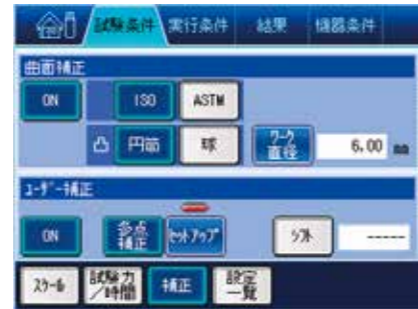 試験条件 実行条件 結果 機器条件
曲面補正
ON ISO ASTM
凸 円筒 球 ワーク直径 6.00 mm
ユーザー補正
ON 多点補正 セットアップ シフト -----
スケール 試験力/時間 補正 設定一覧